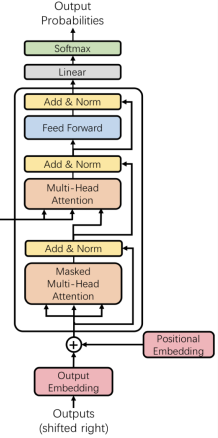 Output
Probabilities
Softmax
Linear
Add & Norm
Feed Forward
Add & Norm
Multi-Head
Attention
Add & Norm
Masked
Multi-Head
Attention
Positional
Embedding
Output
Embedding
Outputs
(shifted right)